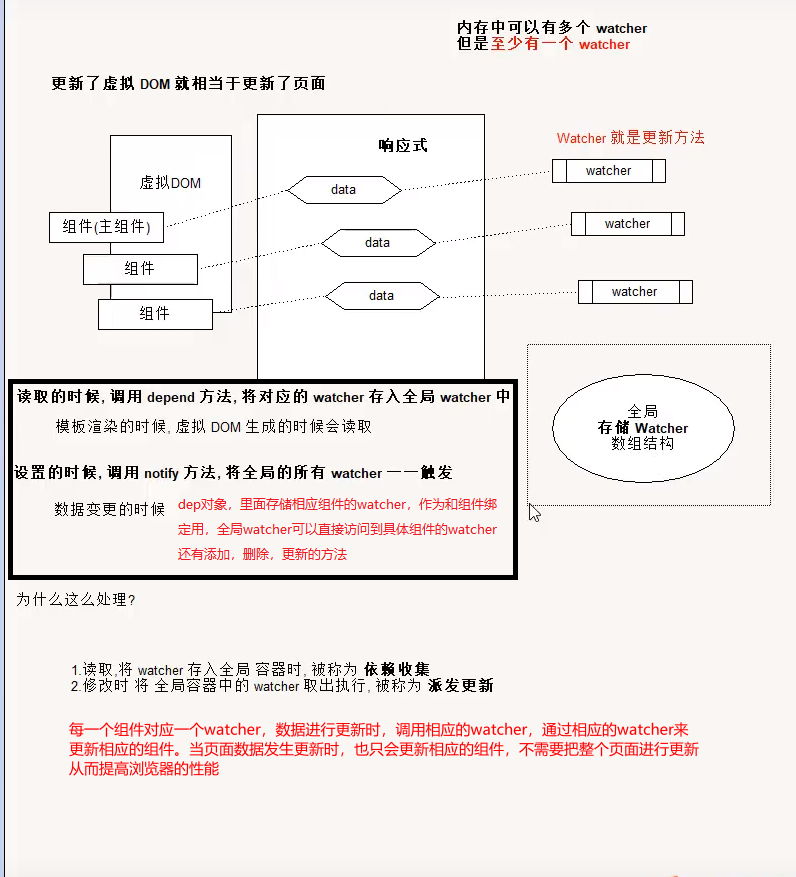 内存中可以有多个 watcher
但是至少有一个 watcher
更新了虚拟 DOM 就相当于更新了页面
响应式
Watcher 就是更新方法
虚拟DOM
data
watcher
组件(主组件)
data
watcher
组件
data
watcher
组件
读取的时候, 调用 depend 方法, 将对应的 watcher 存入全局 watcher 中
模板渲染的时候, 虚拟 DOM 生成的时候会读取
全局
存储 Watcher
数组结构
设置的时候, 调用 notify 方法, 将全局的所有 watcher 一一触发
数据变更的时候
dep对象，里面存储相应组件的watcher，作为和组件绑
定用，全局watcher可以直接访问到具体组件的watcher
还有添加，删除，更新的方法
为什么这么处理?
1.读取,将 watcher 存入全局 容器时, 被称为 依赖收集
2.修改时 将 全局容器中的 watcher 取出执行, 被称为 派发更新
每一个组件对应一个watcher，数据进行更新时，调用相应的watcher，通过相应的watcher来
更新相应的组件。当页面数据发生更新时，也只会更新相应的组件，不需要把整个页面进行更新
从而提高浏览器的性能